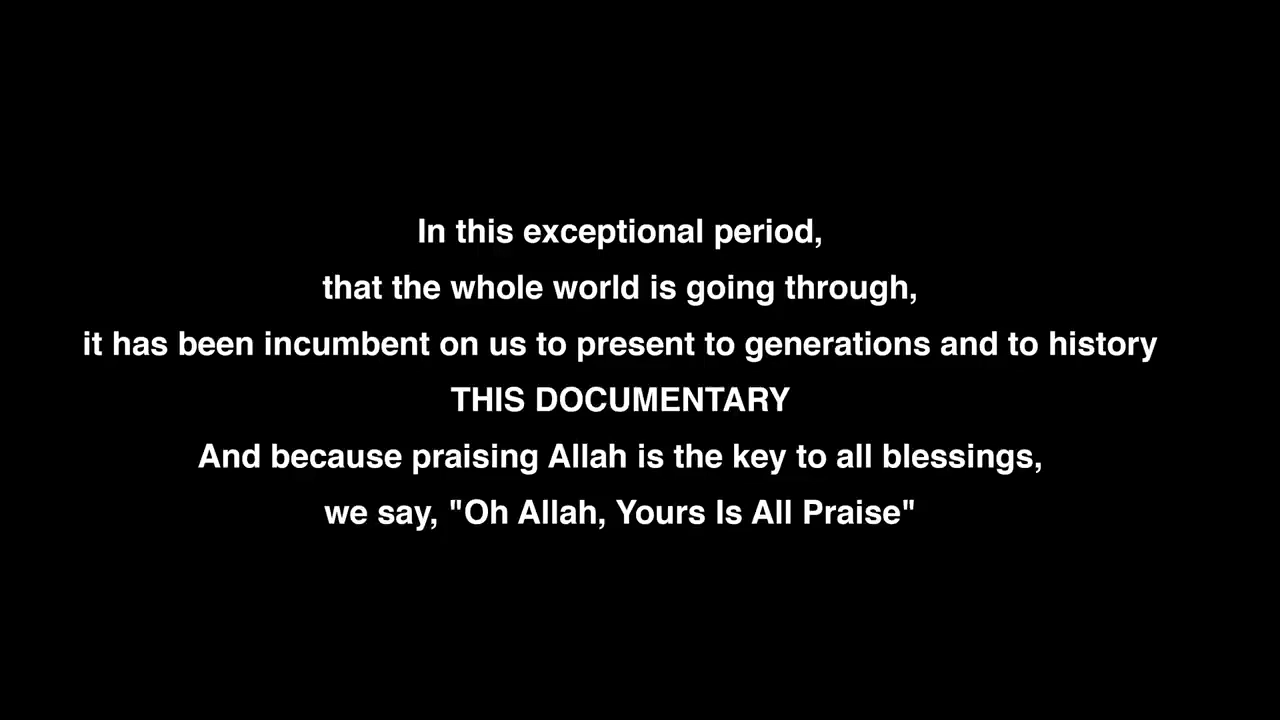 In this exceptional period,
that the whole world is going through,
it has been incumbent on us to present to generations and to history
THIS DOCUMENTARY
And because praising Allah is the key to all blessings,
we say, "Oh Allah, Yours Is All Praise"